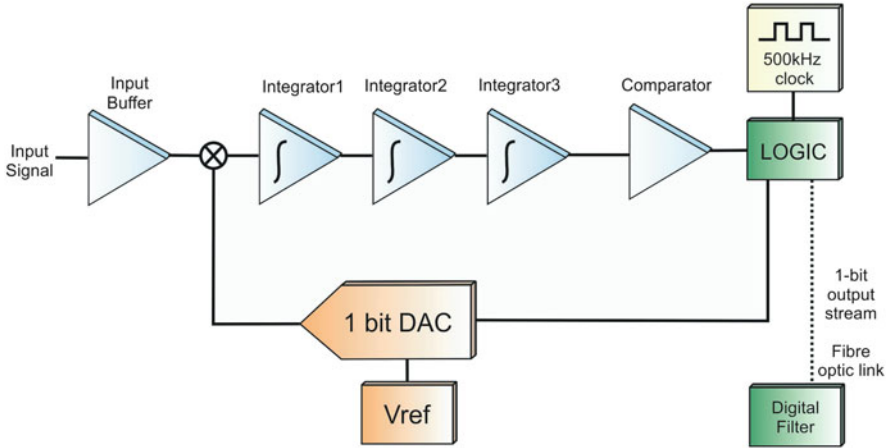 500kHz
clock
Input
Buffer
Integrator1
Integrator2
Integrator3
Comparator
Input
Signal
LOGIC
1-bit
output
stream
1 bit DAC
Fibre
optic link
Vref
Digital
Filter